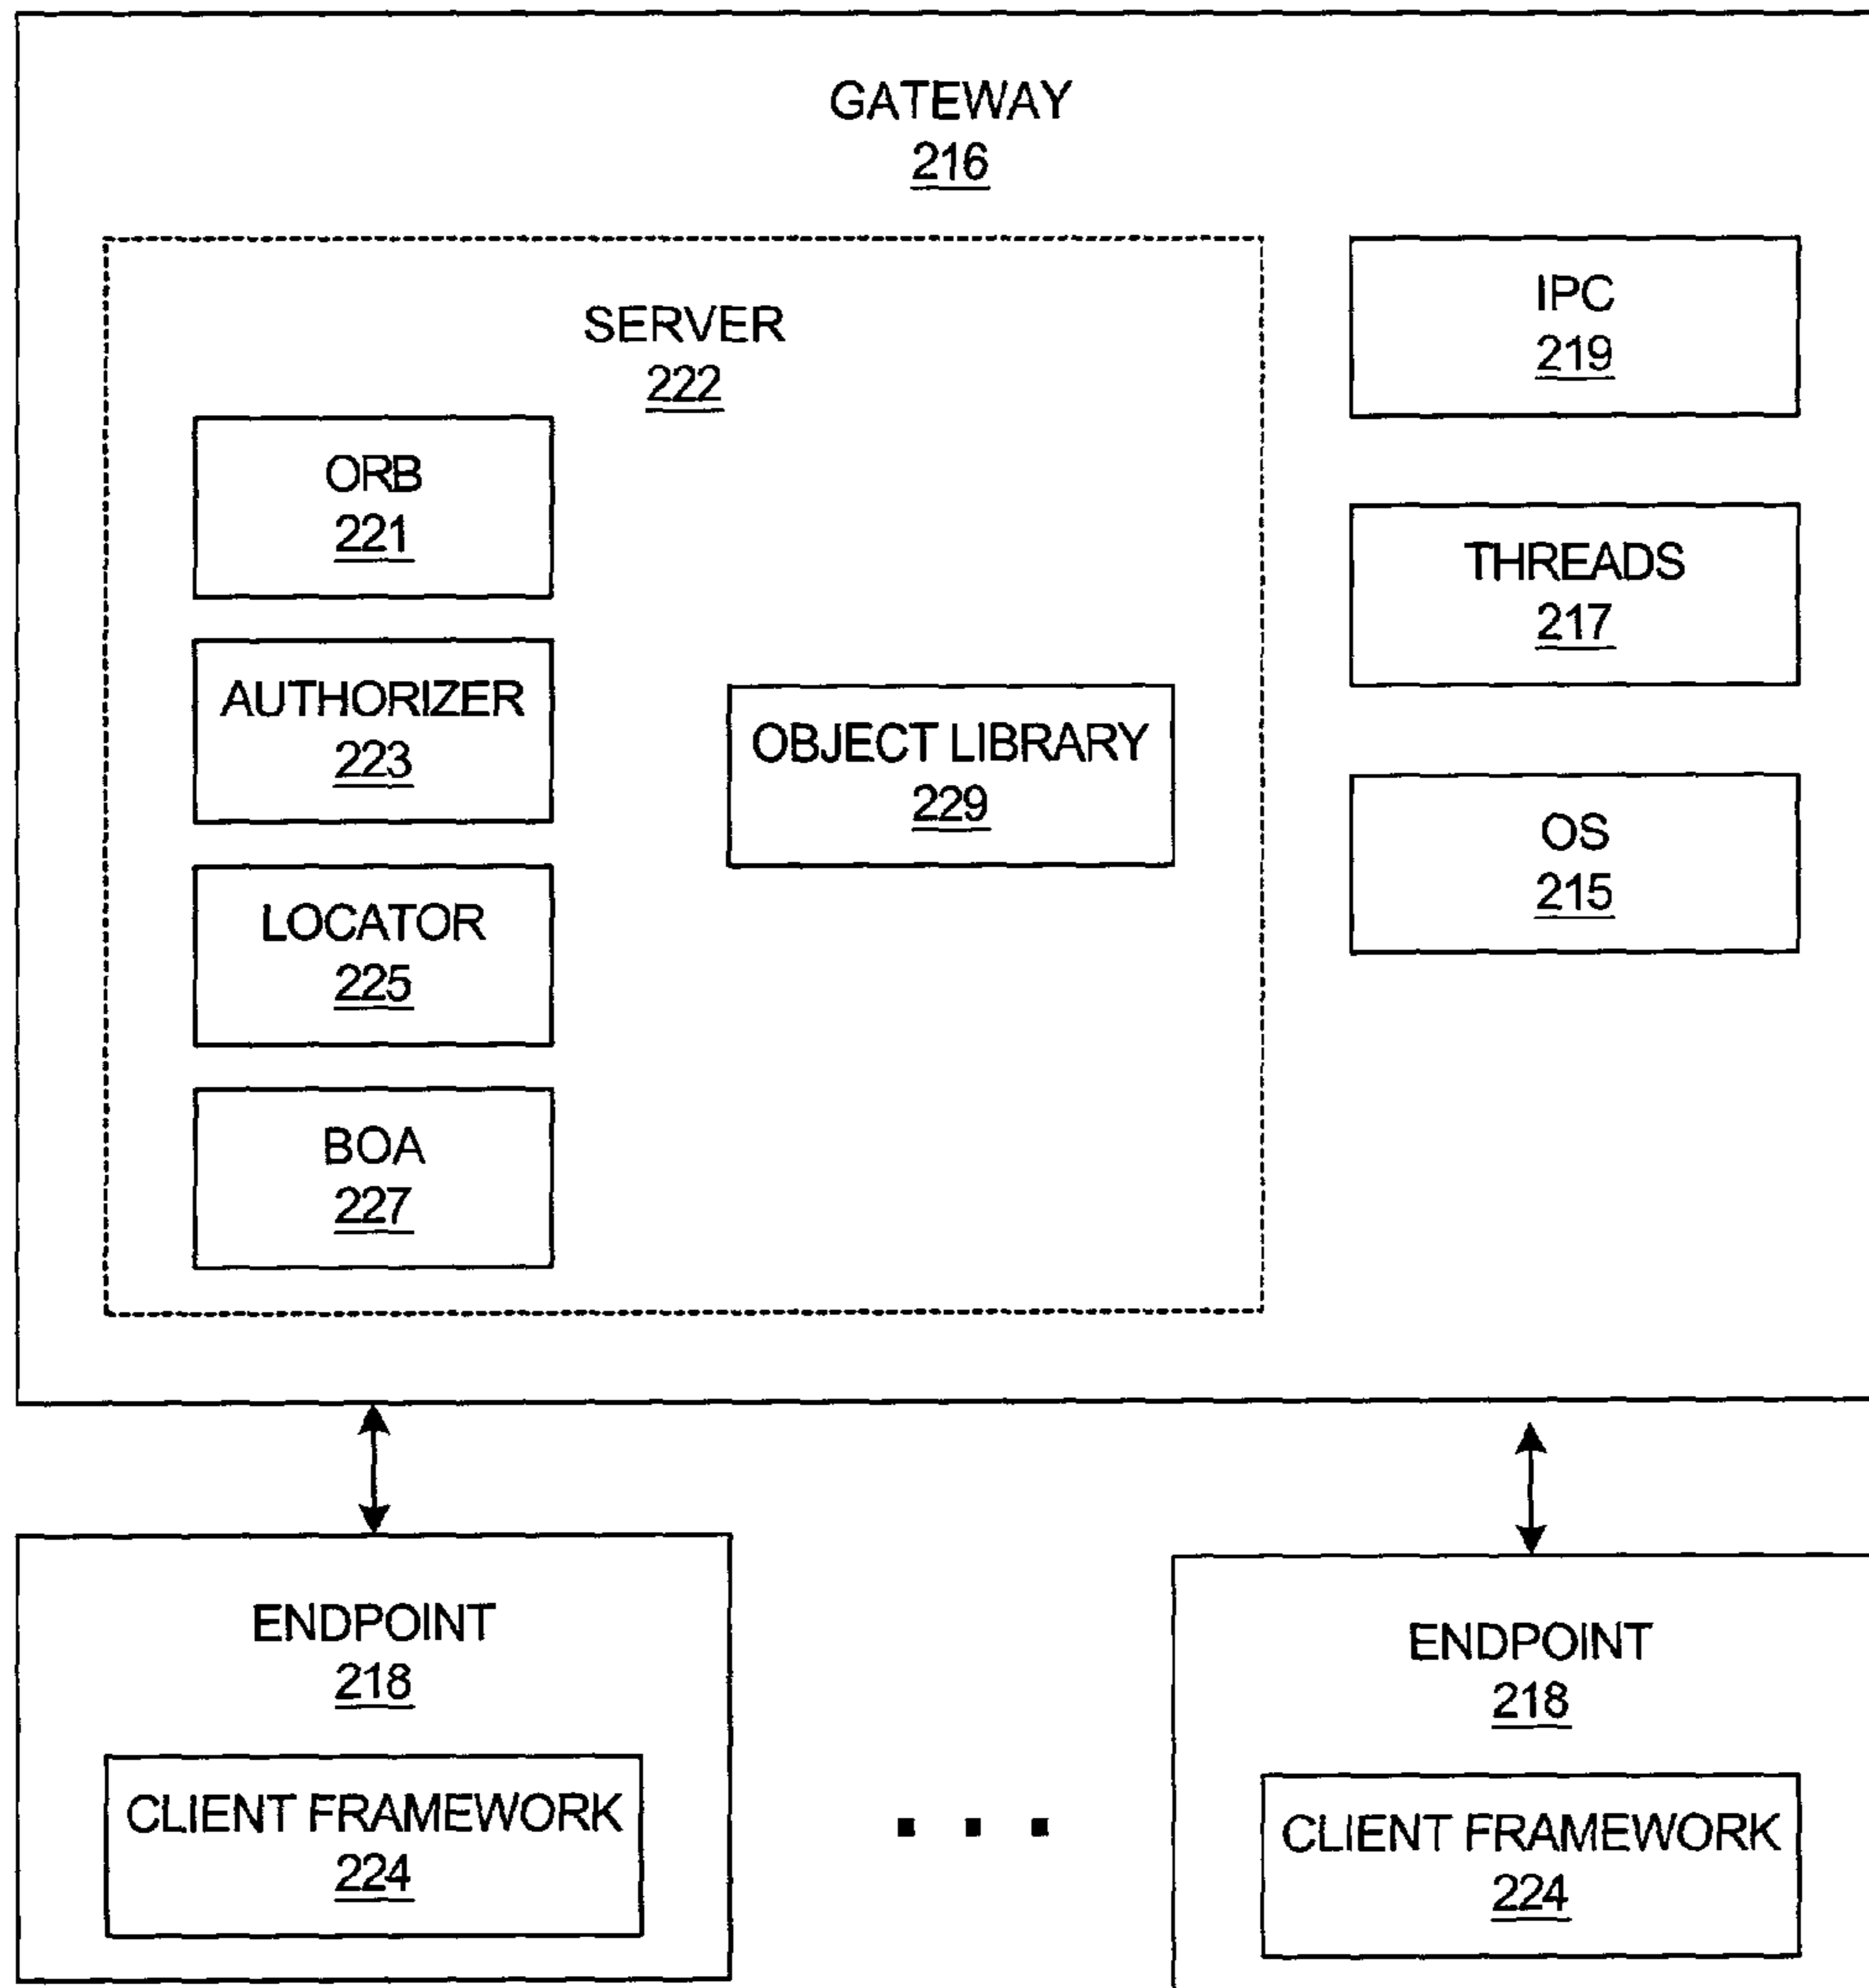 GATEWAY
216
SERVER
222
ORB
221
AUTHORIZER
223
LOCATOR
225
BOA
227
OBJECT LIBRARY
229
IPC
219
THREADS
217
OS
215
ENDPOINT
218
CLIENT FRAMEWORK
224
ENDPOINT
218
CLIENT FRAMEWORK
224